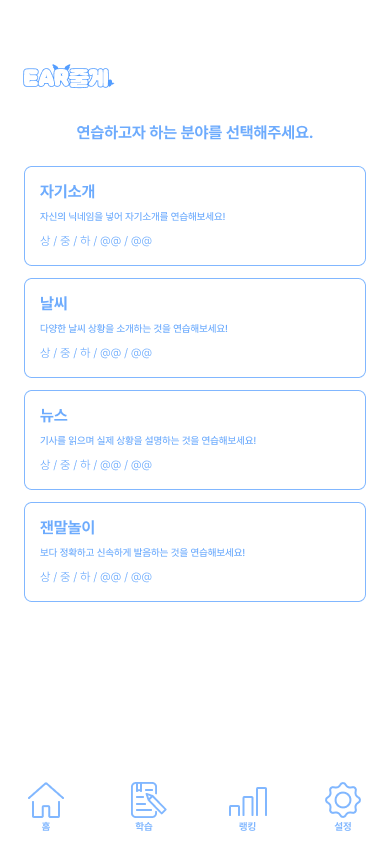 EAR줄게
연습하고자 하는 분야를 선택해주세요.
자기소개
자신의 닉네임을 넣어 자기소개를 연습해보세요!
상 / 중 / 하 / @@ / @@
날씨
다양한 날씨 상황을 소개하는 것을 연습해보세요!
상 / 중 / 하 / @@ / @@
뉴스
기사를 읽으며 실제 상황을 설명하는 것을 연습해보세요!
상 / 중 / 하 / @@ / @@
잰말놀이
보다 정확하고 신속하게 발음하는 것을 연습해보세요!
상 / 중 / 하 / @@ / @@
홈 학습 랭킹 설정